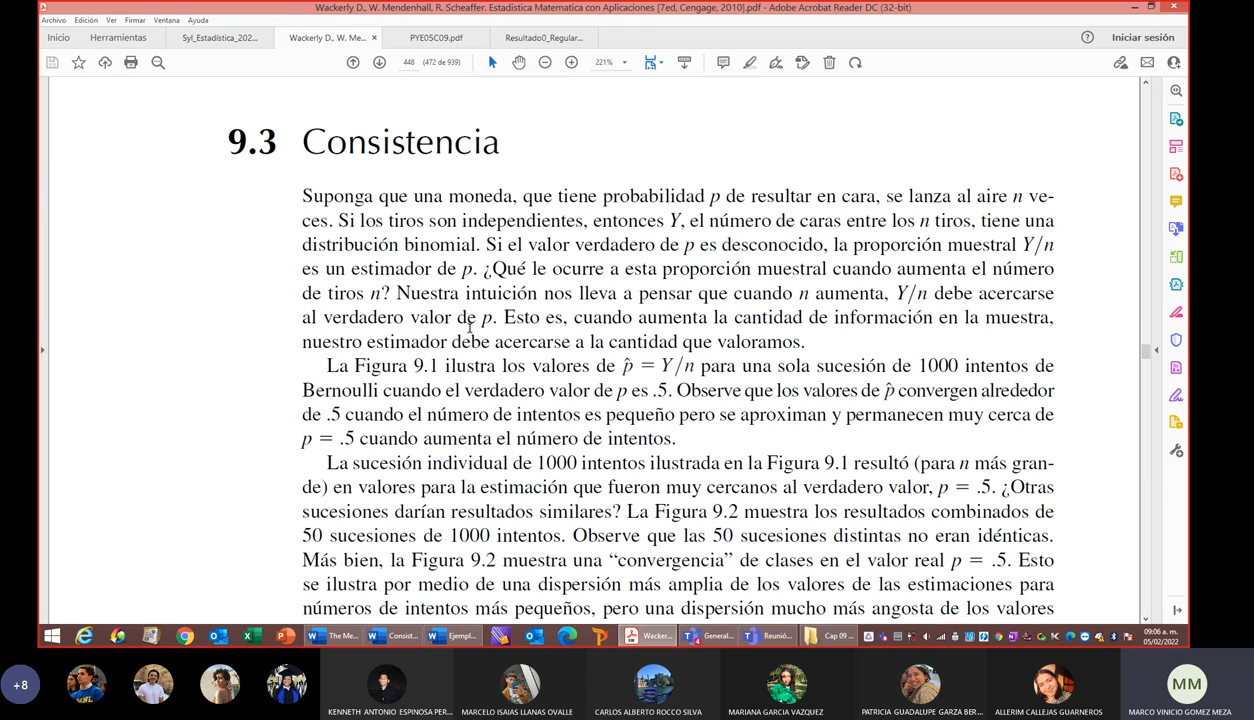 Wackerly D., W. Mendenhall, R. Scheaffer. Estadística Matematica con Aplicaciones [7ed, Cengage, 2010].pdf - Adobe Acrobat Reader DC (32-bit)
Archivo Edición Ver Firmar Ventana Ayuda
Inicio Herramientas Syl_Estadística_202... Wackerly D., W. Me... × PYE05C09.pdf Resultado0_Regular... Iniciar sesión
448 (472 de 939) 221%
9.3 Consistencia
Suponga que una moneda, que tiene probabilidad p de resultar en cara, se lanza al aire n ve-
ces. Si los tiros son independientes, entonces Y, el número de caras entre los n tiros, tiene una
distribución binomial. Si el valor verdadero de p es desconocido, la proporción muestral Y/n
es un estimador de p. ¿Qué le ocurre a esta proporción muestral cuando aumenta el número
de tiros n? Nuestra intuición nos lleva a pensar que cuando n aumenta, Y/n debe acercarse
al verdadero valor de p. Esto es, cuando aumenta la cantidad de información en la muestra,
nuestro estimador debe acercarse a la cantidad que valoramos.
La Figura 9.1 ilustra los valores de p̂ = Y/n para una sola sucesión de 1000 intentos de
Bernoulli cuando el verdadero valor de p es .5. Observe que los valores de p̂ convergen alrededor
de .5 cuando el número de intentos es pequeño pero se aproximan y permanecen muy cerca de
p = .5 cuando aumenta el número de intentos.
La sucesión individual de 1000 intentos ilustrada en la Figura 9.1 resultó (para n más gran-
de) en valores para la estimación que fueron muy cercanos al verdadero valor, p = .5. ¿Otras
sucesiones darían resultados similares? La Figura 9.2 muestra los resultados combinados de
50 sucesiones de 1000 intentos. Observe que las 50 sucesiones distintas no eran idénticas.
Más bien, la Figura 9.2 muestra una “convergencia” de clases en el valor real p = .5. Esto
se ilustra por medio de una dispersión más amplia de los valores de las estimaciones para
números de intentos más pequeños, pero una dispersión mucho más angosta de los valores
The Me... Consist... Ejempl... Wacker... General... Reunió... Cap 09 ... 09:06 a. m.
05/02/2022
+8 MM
KENNETH ANTONIO ESPINOSA PER... MARCELO ISAIAS LLANAS OVALLE CARLOS ALBERTO ROCCO SILVA MARIANA GARCIA VAZQUEZ PATRICIA GUADALUPE GARZA BER... ALLERIM CALLEJAS GUARNEROS MARCO VINICIO GOMEZ MEZA